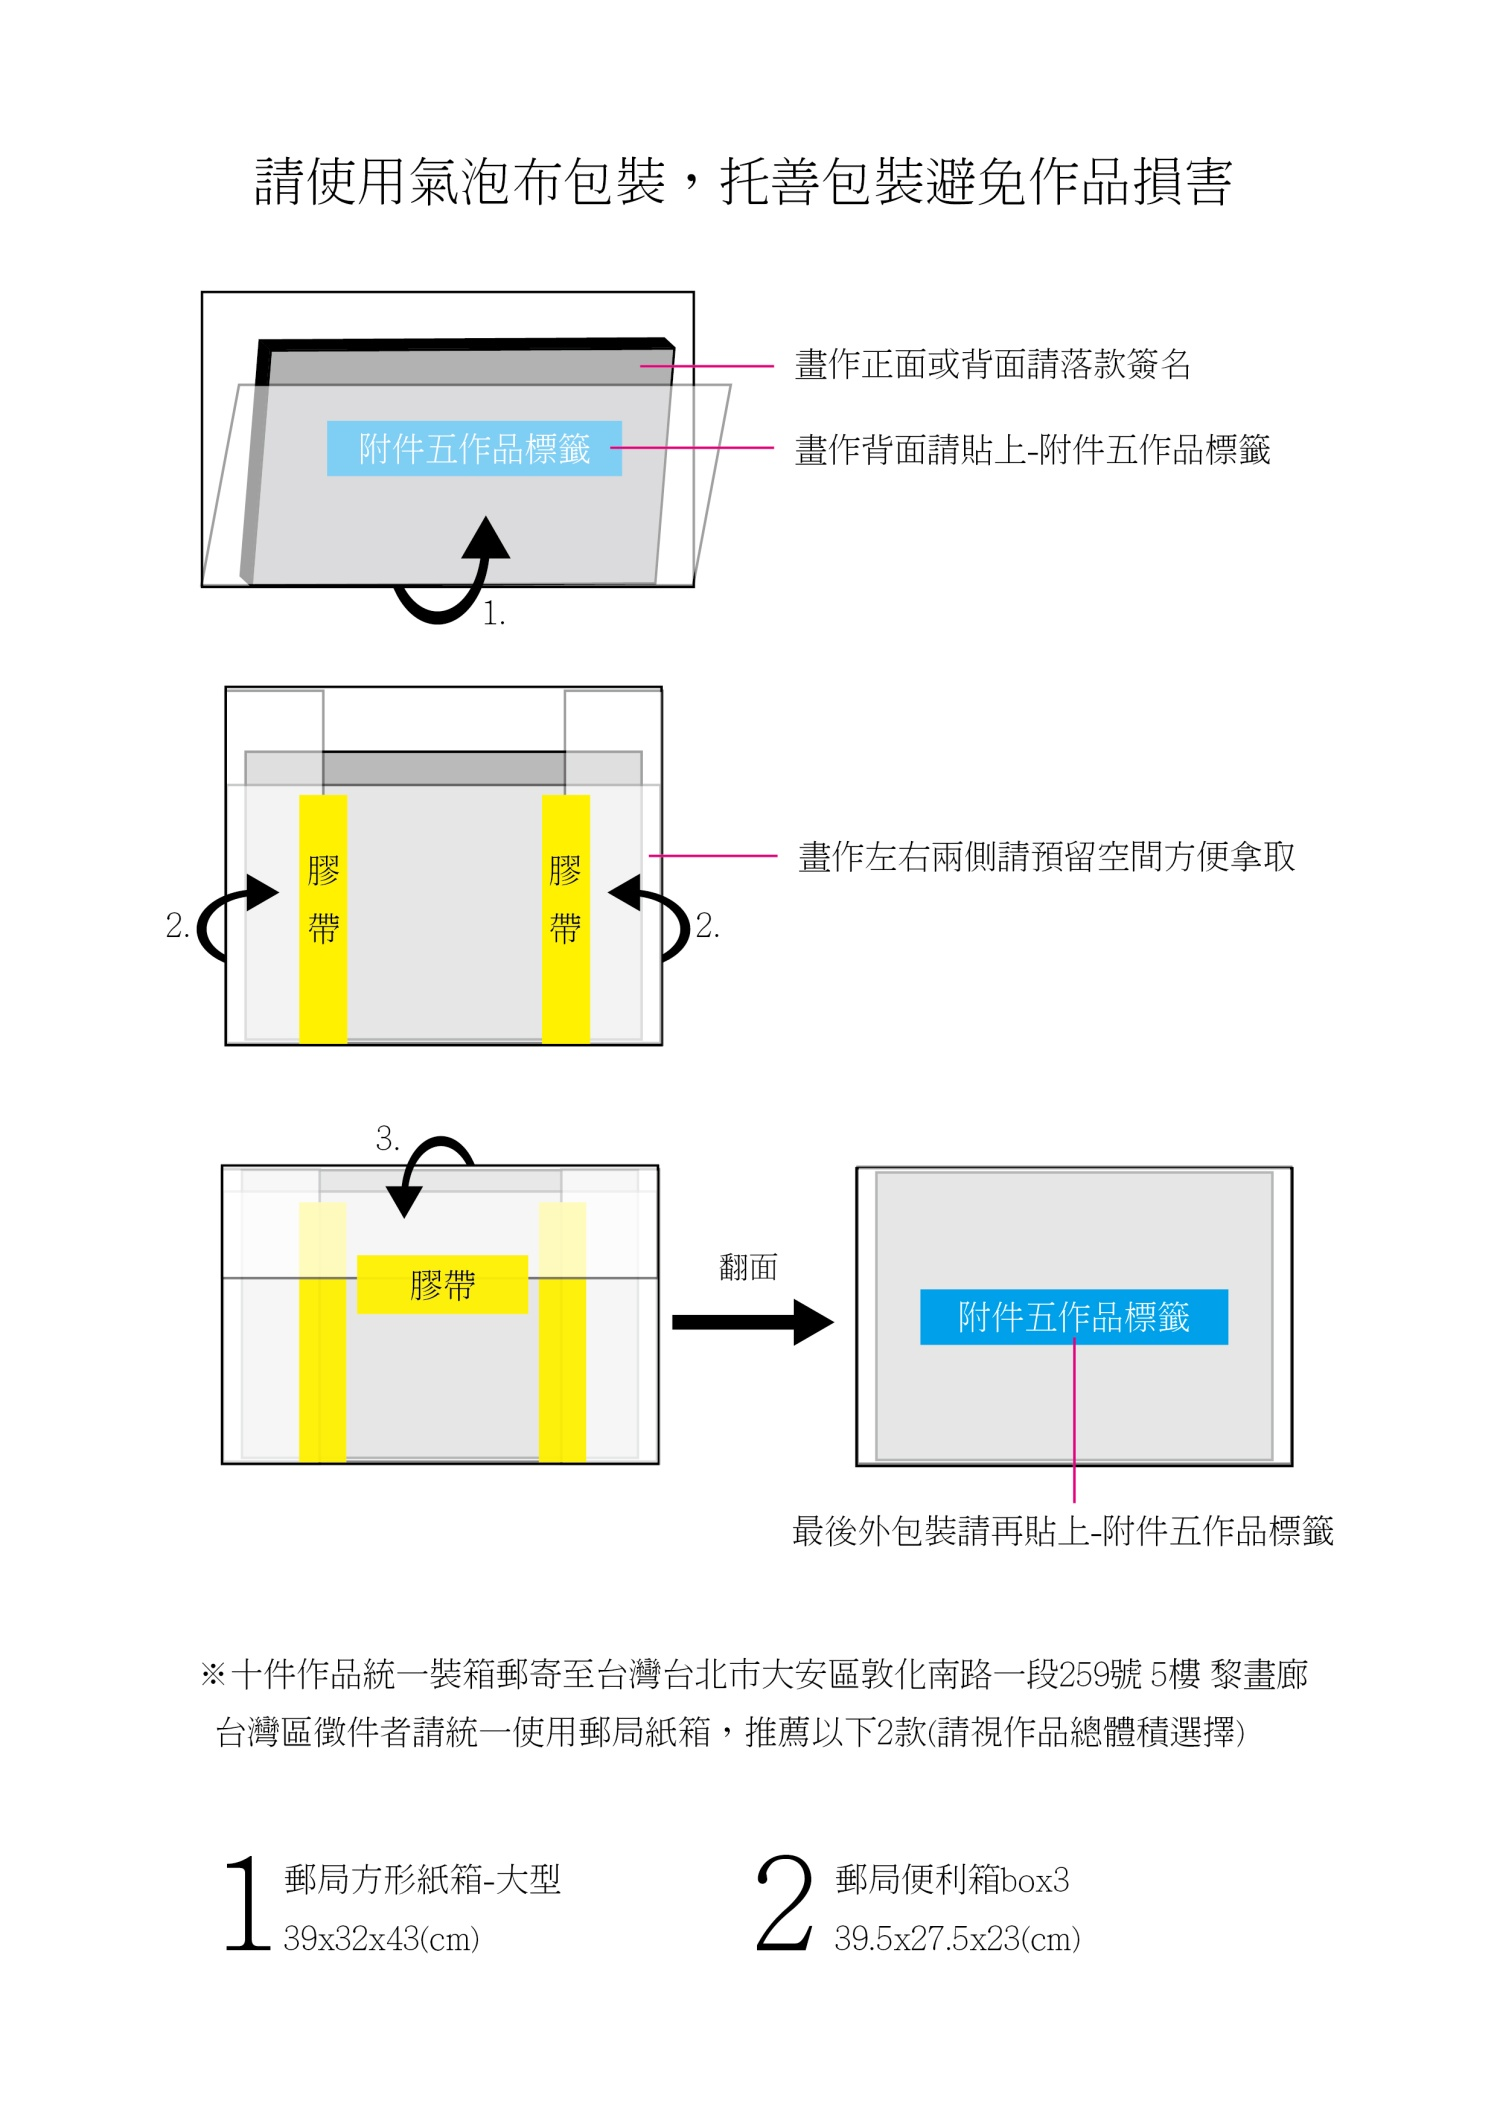 請使用氣泡布包裝，托善包裝避免作品損害
畫作正面或背面請落款簽名
附件五作品標籤
畫作背面請貼上-附件五作品標籤
1.
膠帶
膠帶
畫作左右兩側請預留空間方便拿取
2.
2.
3.
膠帶
翻面
附件五作品標籤
最後外包裝請再貼上-附件五作品標籤
※十件作品統一裝箱郵寄至台灣台北市大安區敦化南路一段259號 5樓 黎畫廊
台灣區徵件者請統一使用郵局紙箱，推薦以下2款(請視作品總體積選擇)
1 郵局方形紙箱-大型
39x32x43(cm)
2 郵局便利箱box3
39.5x27.5x23(cm)